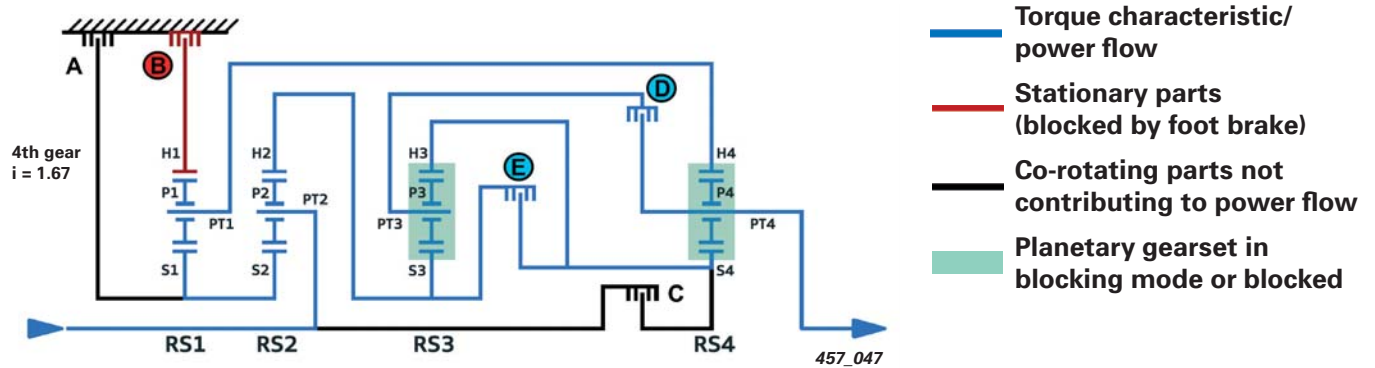 A
B
D
4th gear
i = 1.67
H1
H2
H3
H4
E
P1
P2
P3
P4
PT1
PT2
PT3
PT4
S1
S2
S3
S4
C
RS1
RS2
RS3
RS4
457_047
Torque characteristic/
power flow
Stationary parts
(blocked by foot brake)
Co-rotating parts not
contributing to power flow
Planetary gearset in
blocking mode or blocked